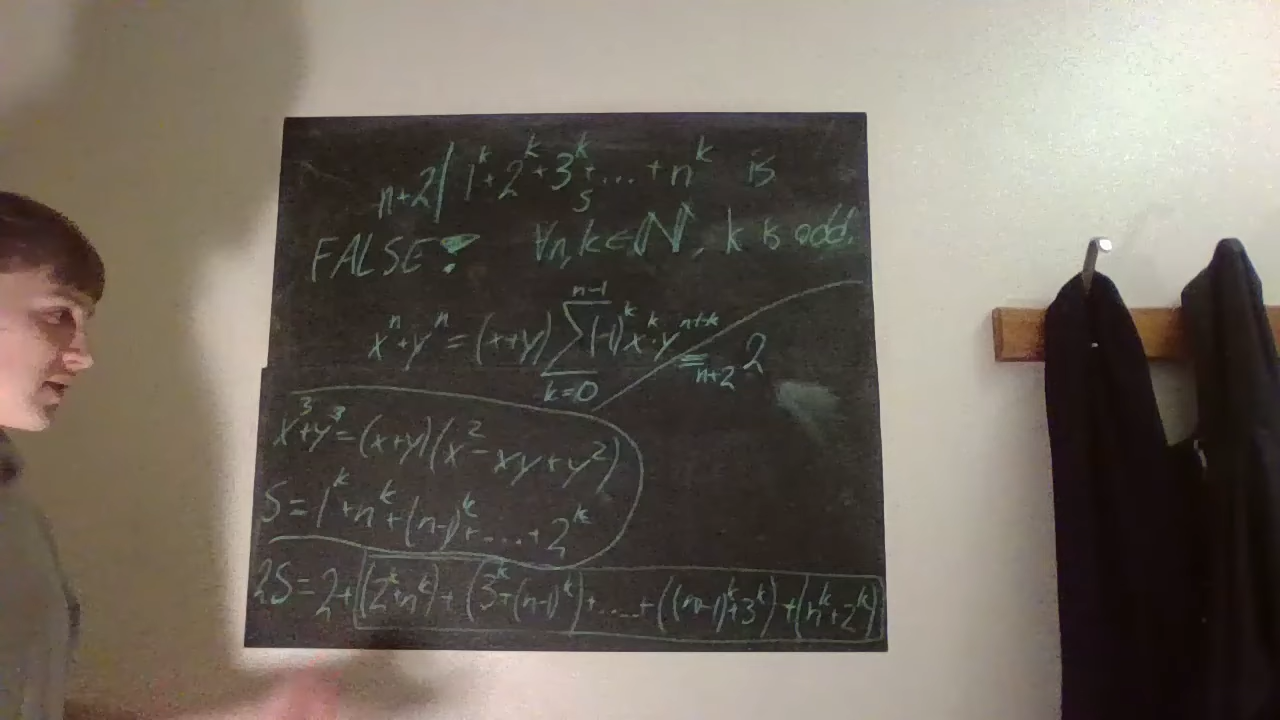 n+2 | 1^k + 2^k + 3^k + ... + n^k is
S
FALSE? ∀n,k∈ℕ, k is odd.
x^n + y^n = (x+y) ∑_{k=0}^{n-1} (-1)^k x^k · y^{n+k} ≡_{n+2} 2
x^3 + y^3 = (x+y)(x^2 - xy + y^2)
S = 1^k + n^k + (n-1)^k + .... + 2^k
2S = 2 + (2^k + n^k) + (3^k + (n-1)^k) + ..... + ((n-1)^k + 3^k) + (n^k + 2^k)